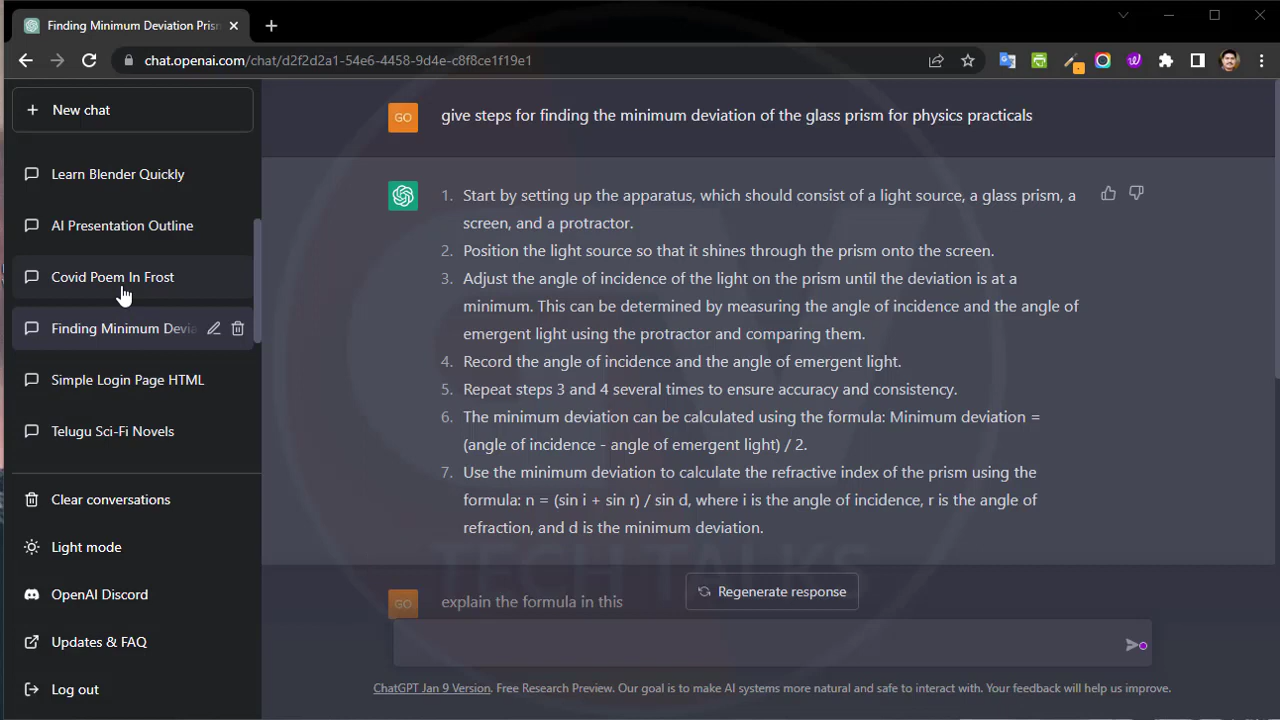 Finding Minimum Deviation Pris
chat.openai.com/chat/d2f2d2a1-54e6-4458-9d4e-c8f8ce1f19e1
New chat
Learn Blender Quickly
AI Presentation Outline
Covid Poem In Frost
Finding Minimum Devia
Simple Login Page HTML
Telugu Sci-Fi Novels
Clear conversations
Light mode
OpenAI Discord
Updates & FAQ
Log out
GO
give steps for finding the minimum deviation of the glass prism for physics practicals
1. Start by setting up the apparatus, which should consist of a light source, a glass prism, a
screen, and a protractor.
2. Position the light source so that it shines through the prism onto the screen.
3. Adjust the angle of incidence of the light on the prism until the deviation is at a
minimum. This can be determined by measuring the angle of incidence and the angle of
emergent light using the protractor and comparing them.
4. Record the angle of incidence and the angle of emergent light.
5. Repeat steps 3 and 4 several times to ensure accuracy and consistency.
6. The minimum deviation can be calculated using the formula: Minimum deviation =
(angle of incidence - angle of emergent light) / 2.
7. Use the minimum deviation to calculate the refractive index of the prism using the
formula: n = (sin i + sin r) / sin d, where i is the angle of incidence, r is the angle of
refraction, and d is the minimum deviation.
TECH TALKS
GO
explain the formula in this
Regenerate response
ChatGPT Jan 9 Version. Free Research Preview. Our goal is to make AI systems more natural and safe to interact with. Your feedback will help us improve.